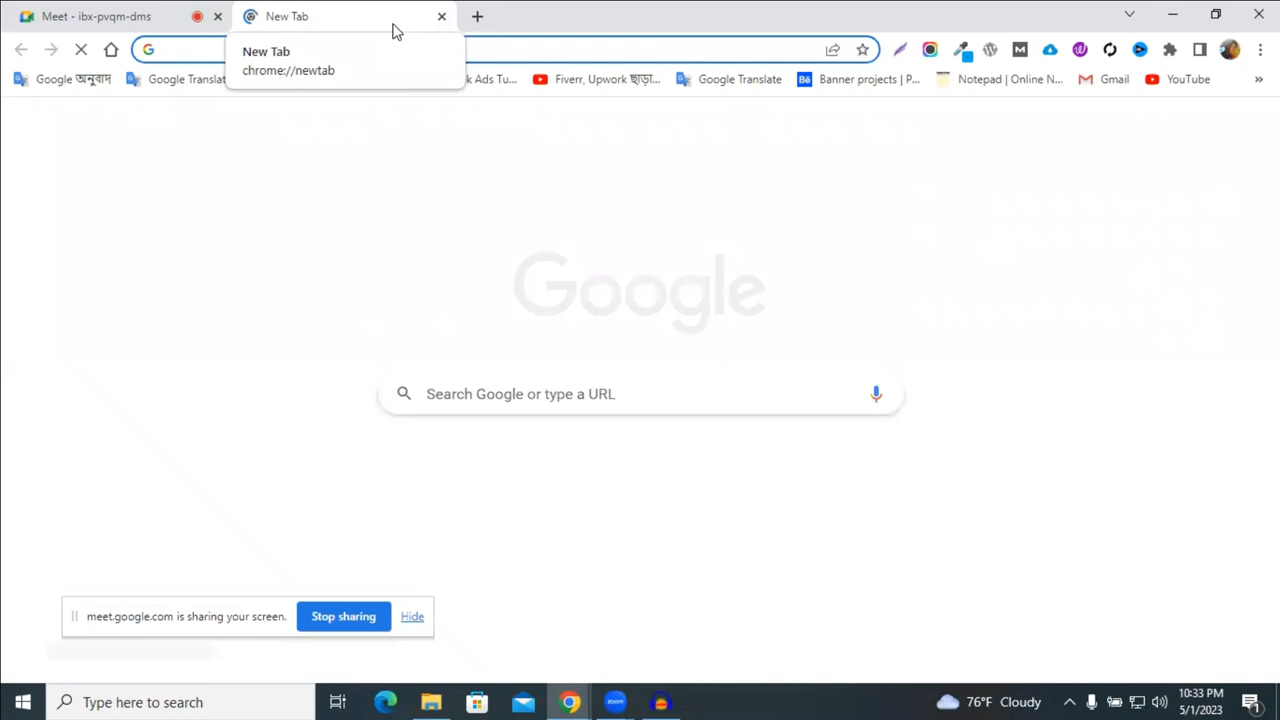 Meet - ibx-pvqm-dms
New Tab
New Tab
chrome://newtab
Google অনুবাদ
Google Translat
k Ads Tu...
Fiverr, Upwork ছাড়া...
Google Translate
Banner projects | P...
Notepad | Online N...
Gmail
YouTube
»
Google
Search Google or type a URL
meet.google.com is sharing your screen.
Stop sharing
Hide
Type here to search
zoom
76°F Cloudy
10:33 PM
5/1/2023
1